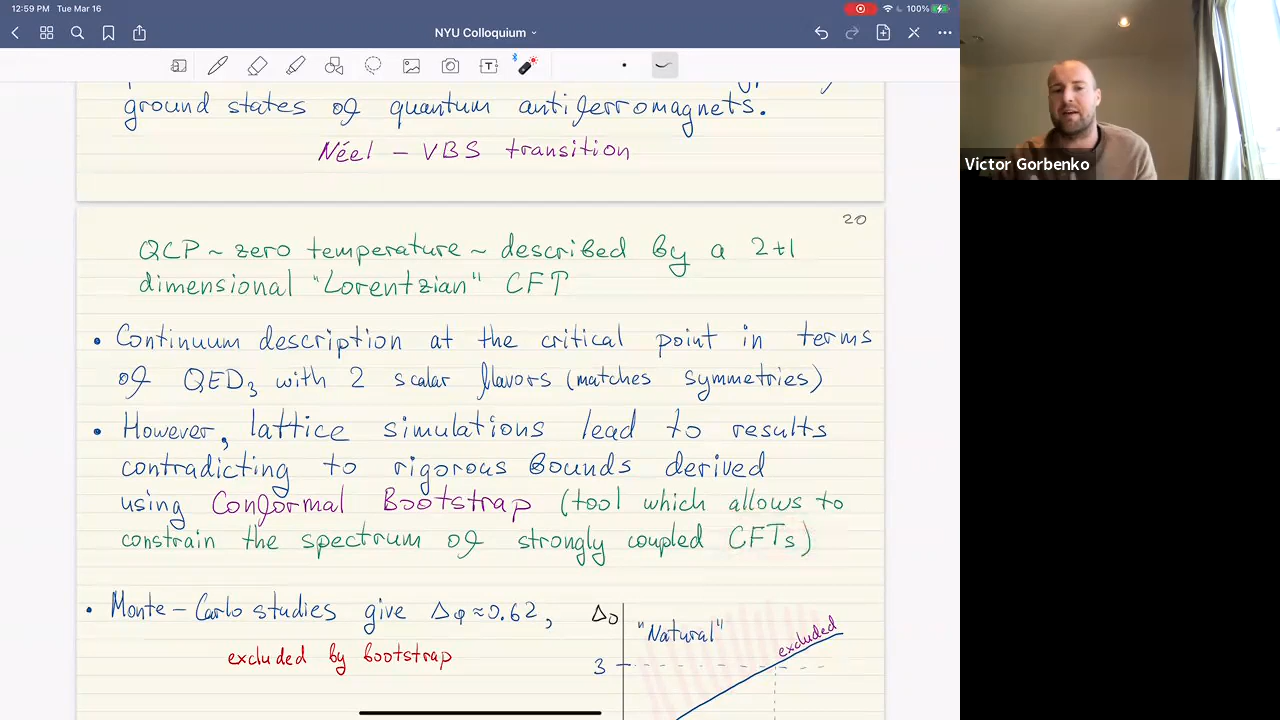 12:59 PM Tue Mar 16
100%
NYU Colloquium
T
ground states of quantum antiferromagnets.
Néel – VBS transition
20
QCP ~ zero temperature ~ described by a 2+1
dimensional "Lorentzian" CFT
• Continuum description at the critical point in terms
of QED₃ with 2 scalar flavors (matches symmetries)
• However, lattice simulations lead to results
contradicting to rigorous bounds derived
using Conformal Bootstrap (tool which allows to
constrain the spectrum of strongly coupled CFTs)
• Monte-Carlo studies give Δφ≈0.62,
excluded by bootstrap
Δ₀
"Natural"
excluded
3
Victor Gorbenko